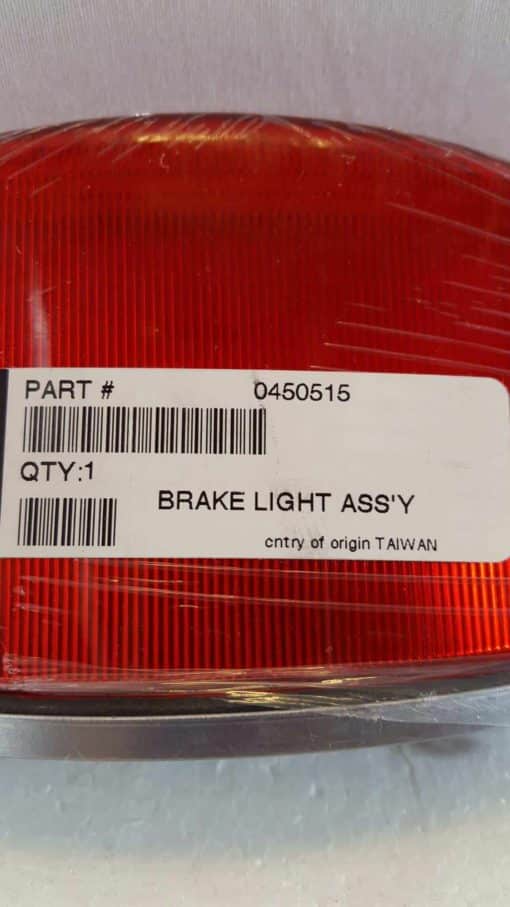 PART # 0450515
QTY:1
BRAKE LIGHT ASS'Y
cntry of origin TAIWAN